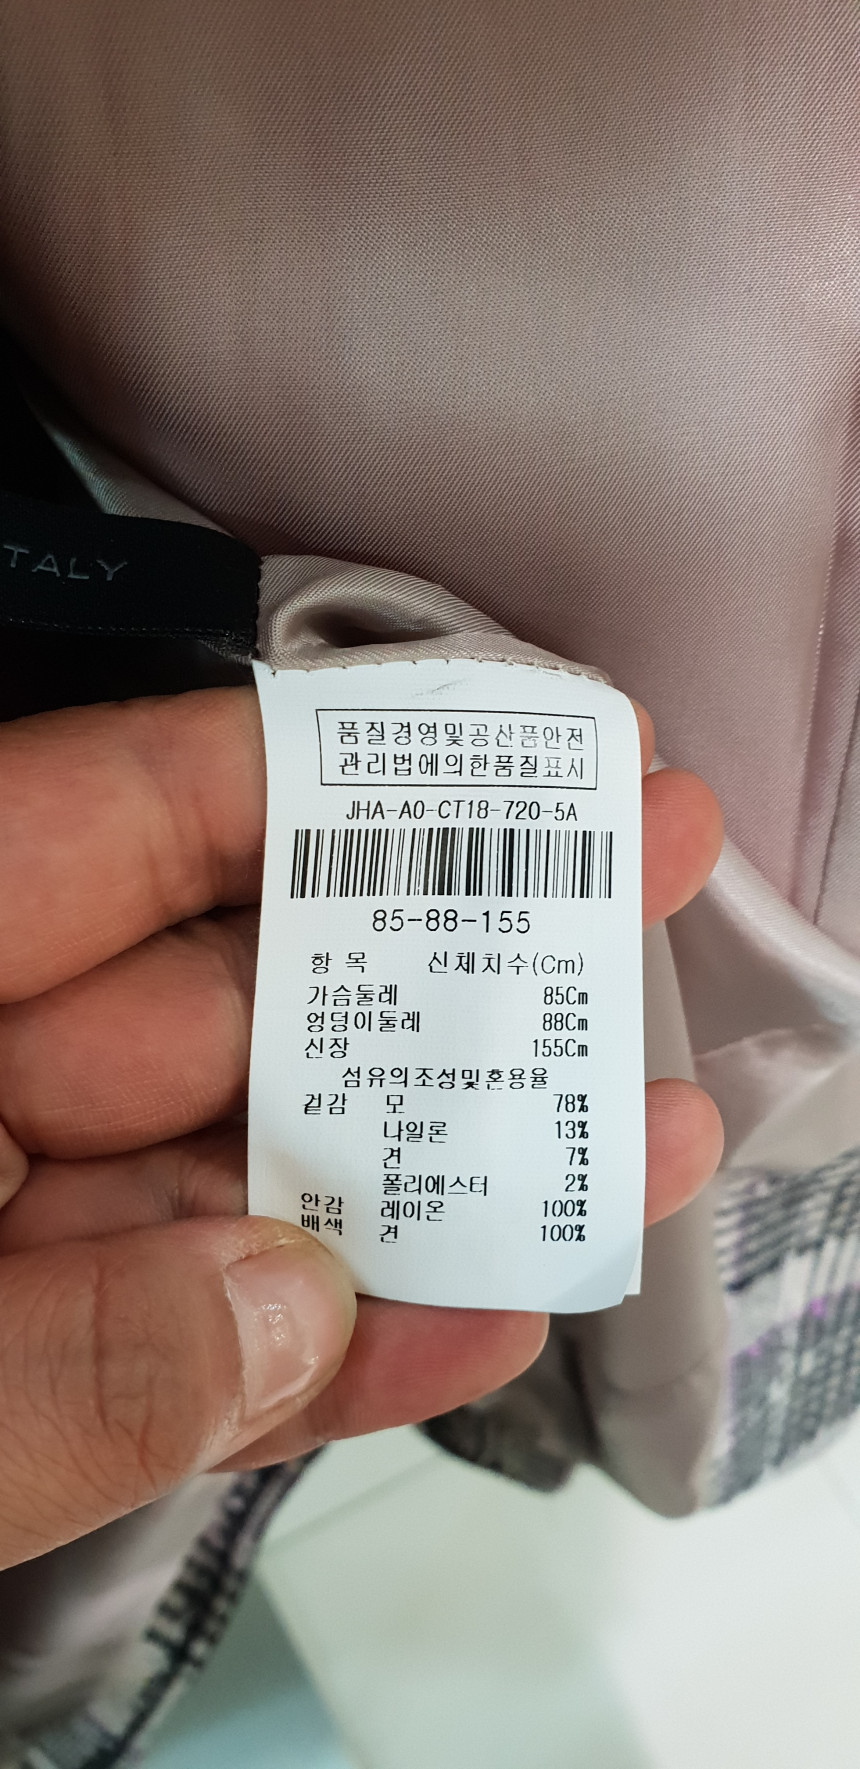 TALY
품질경영및공산품안전
관리법에의한품질표시
JHA-A0-CT18-720-5A
85-88-155
항 목 신체치수(Cm)
가슴둘레 85Cm
엉덩이둘레 88Cm
신장 155Cm
섬유의조성및혼용율
겉감 모 78%
나일론 13%
견 7%
폴리에스터 2%
안감 레이온 100%
배색 견 100%